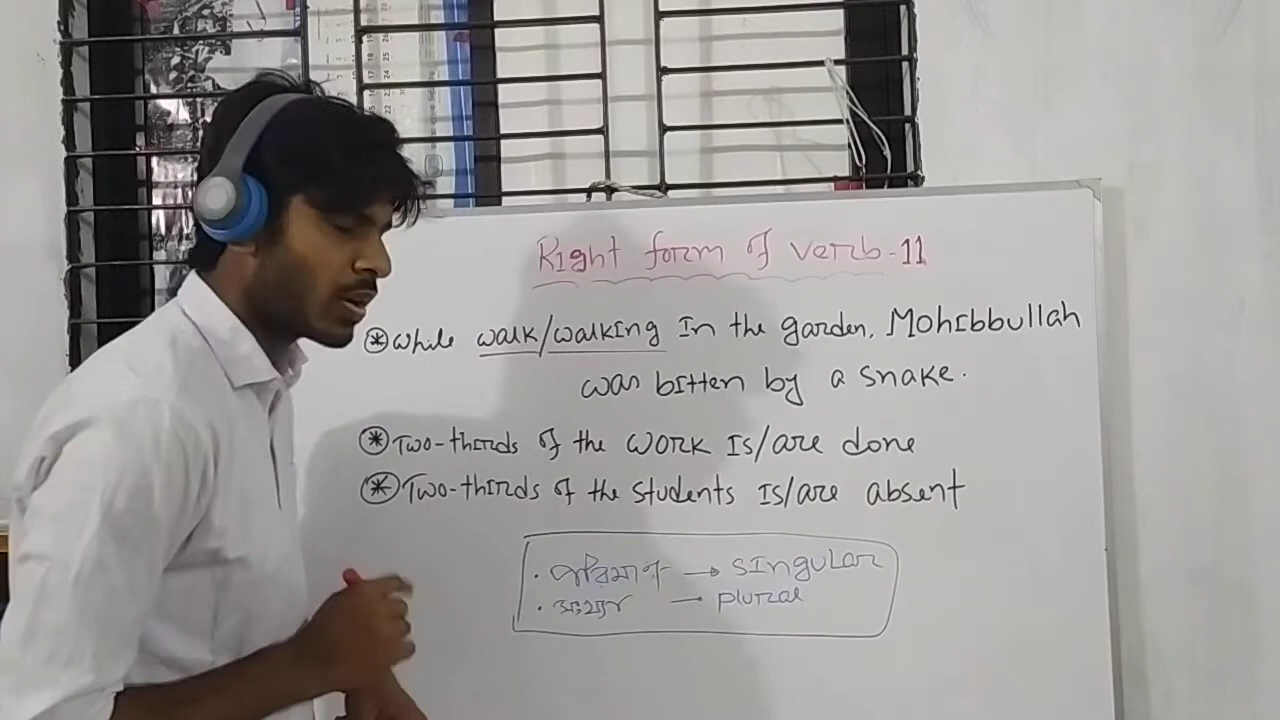 Right form of verb-11
* While walk/walking In the garden, Mohibbullah
was bitten by a snake.
* Two-thirds of the work Is/are done
* Two-thirds of the students Is/are absent
• পরিমাণ → singular
• সংখ্যা → plural